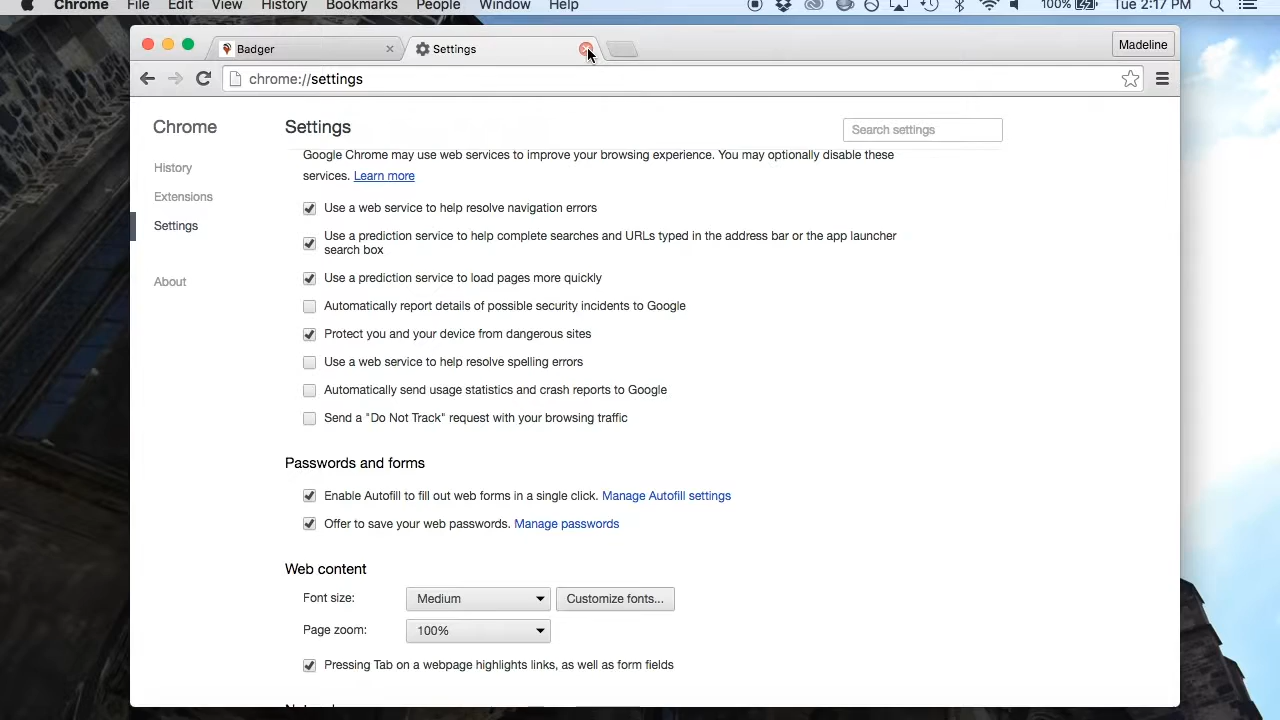 Chrome File Edit View History Bookmarks People Window Help 100% Tue 2:17 PM
Badger Settings Madeline
chrome://settings
Chrome
History
Extensions
Settings
About
Settings
Search settings
Google Chrome may use web services to improve your browsing experience. You may optionally disable these
services. Learn more
Use a web service to help resolve navigation errors
Use a prediction service to help complete searches and URLs typed in the address bar or the app launcher
search box
Use a prediction service to load pages more quickly
Automatically report details of possible security incidents to Google
Protect you and your device from dangerous sites
Use a web service to help resolve spelling errors
Automatically send usage statistics and crash reports to Google
Send a "Do Not Track" request with your browsing traffic
Passwords and forms
Enable Autofill to fill out web forms in a single click. Manage Autofill settings
Offer to save your web passwords. Manage passwords
Web content
Font size: Medium Customize fonts...
Page zoom: 100%
Pressing Tab on a webpage highlights links, as well as form fields